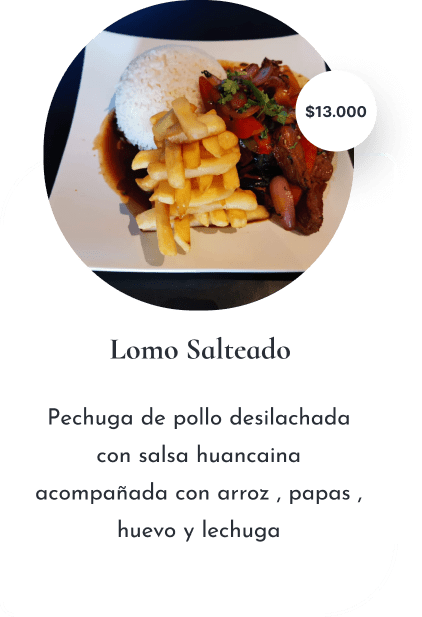 $13.000
Lomo Salteado
Pechuga de pollo desilachada
con salsa huancaina
acompañada con arroz , papas ,
huevo y lechuga